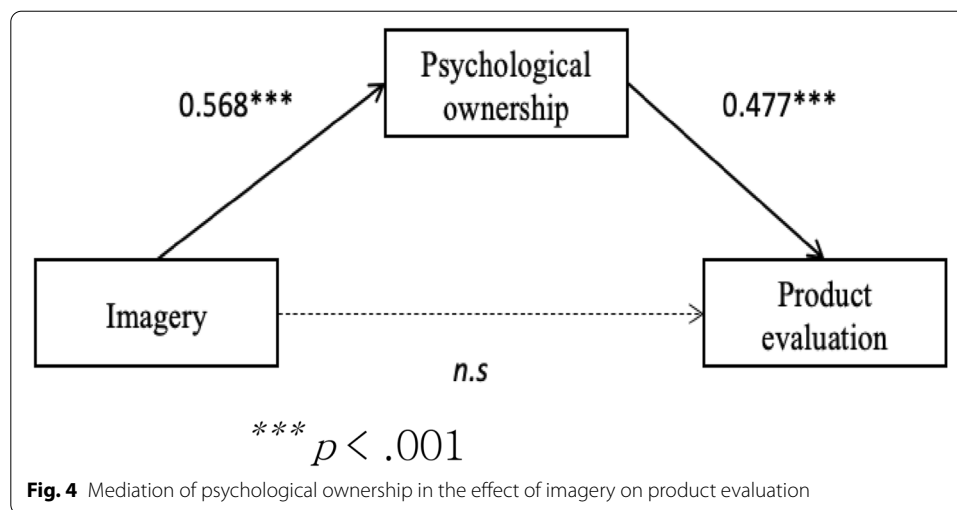 Psychological
ownership
0.568***
0.477***
Imagery
Product
evaluation
n.s
*** p < .001
Fig. 4 Mediation of psychological ownership in the effect of imagery on product evaluation